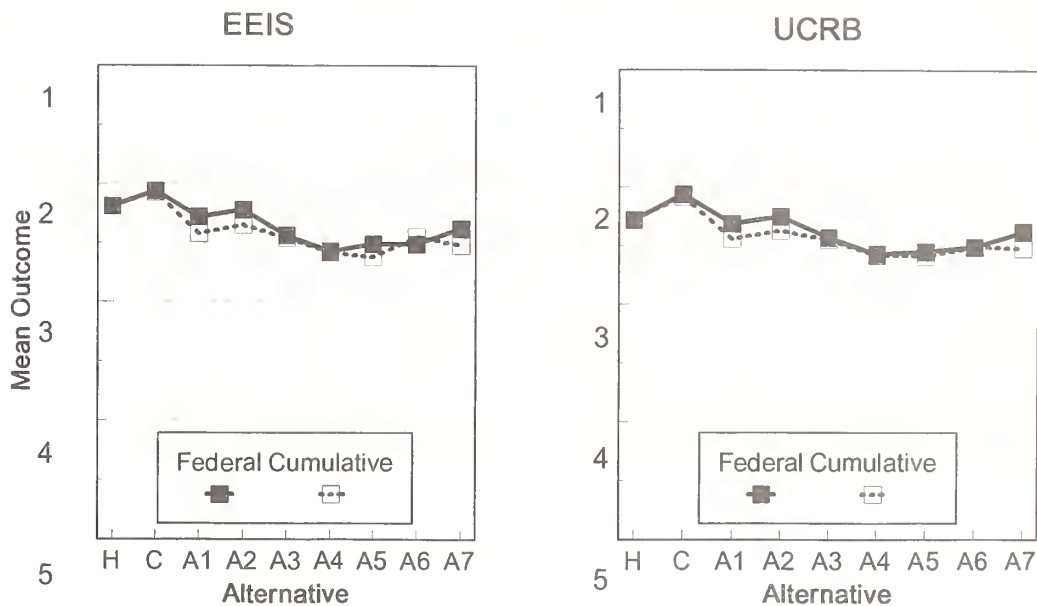 EEIS
Mean Outcome
1
2
3
4
5
Federal Cumulative
H C A1 A2 A3 A4 A5 A6 A7
Alternative
UCRB
1
2
3
4
5
Federal Cumulative
H C A1 A2 A3 A4 A5 A6 A7
Alternative